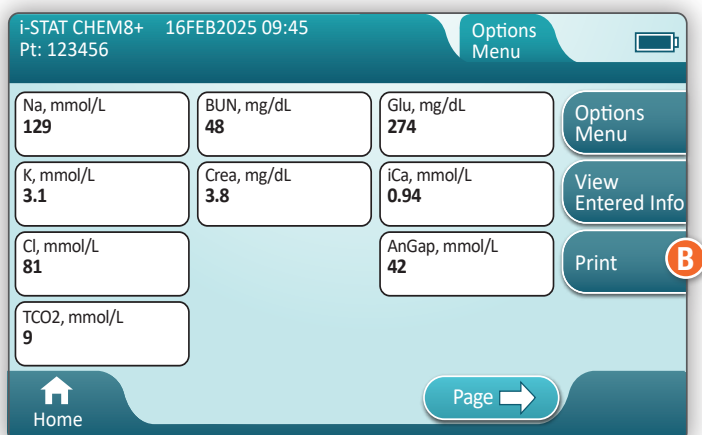 i-STAT CHEM8+ 16FEB2025 09:45
Pt: 123456
Options
Menu
Na, mmol/L
129
BUN, mg/dL
48
Glu, mg/dL
274
Options
Menu
K, mmol/L
3.1
Crea, mg/dL
3.8
iCa, mmol/L
0.94
View
Entered Info
Cl, mmol/L
81
AnGap, mmol/L
42
Print
B
TCO2, mmol/L
9
Home
Page